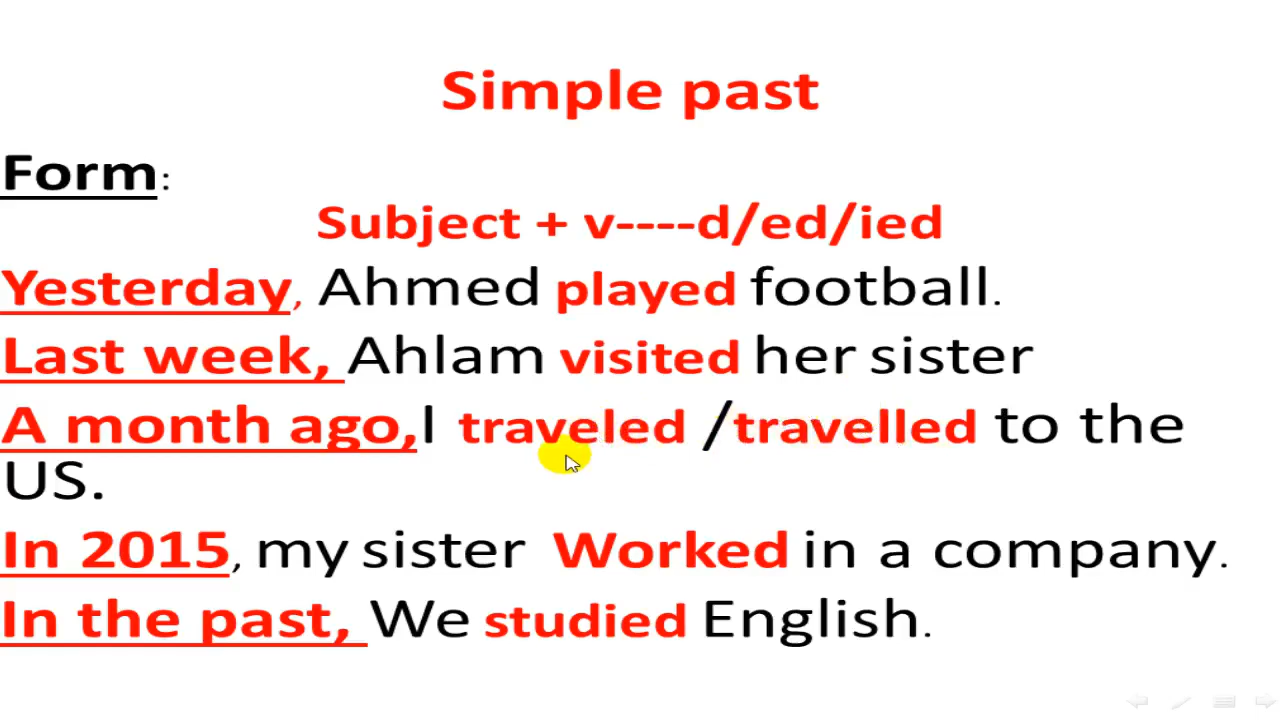 Simple past
Form:
Subject + v----d/ed/ied
Yesterday, Ahmed played football.
Last week, Ahlam visited her sister
A month ago,I traveled /travelled to the
US.
In 2015, my sister Worked in a company.
In the past, We studied English.